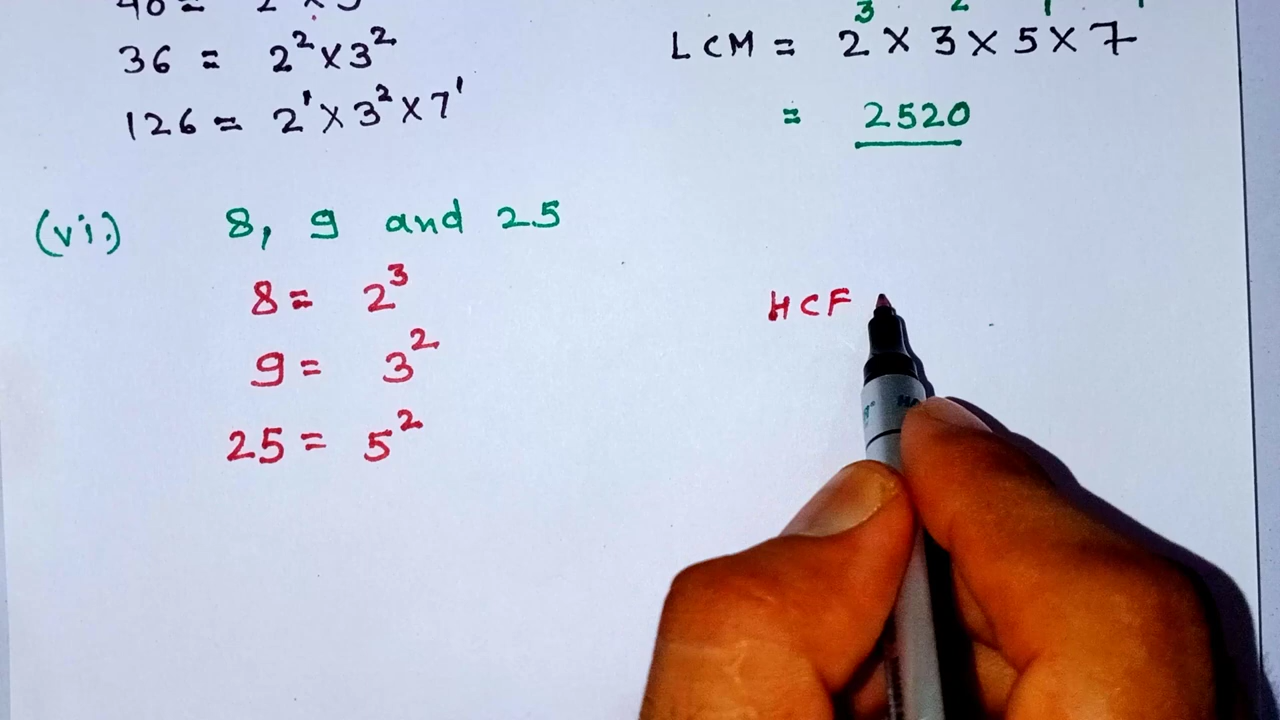 36 = 2² × 3²
126 = 2¹ × 3² × 7¹
LCM = 2³ × 3² × 5¹ × 7¹
= 2520
(vi.) 8, 9 and 25
8 = 2³
9 = 3²
25 = 5²
HCF